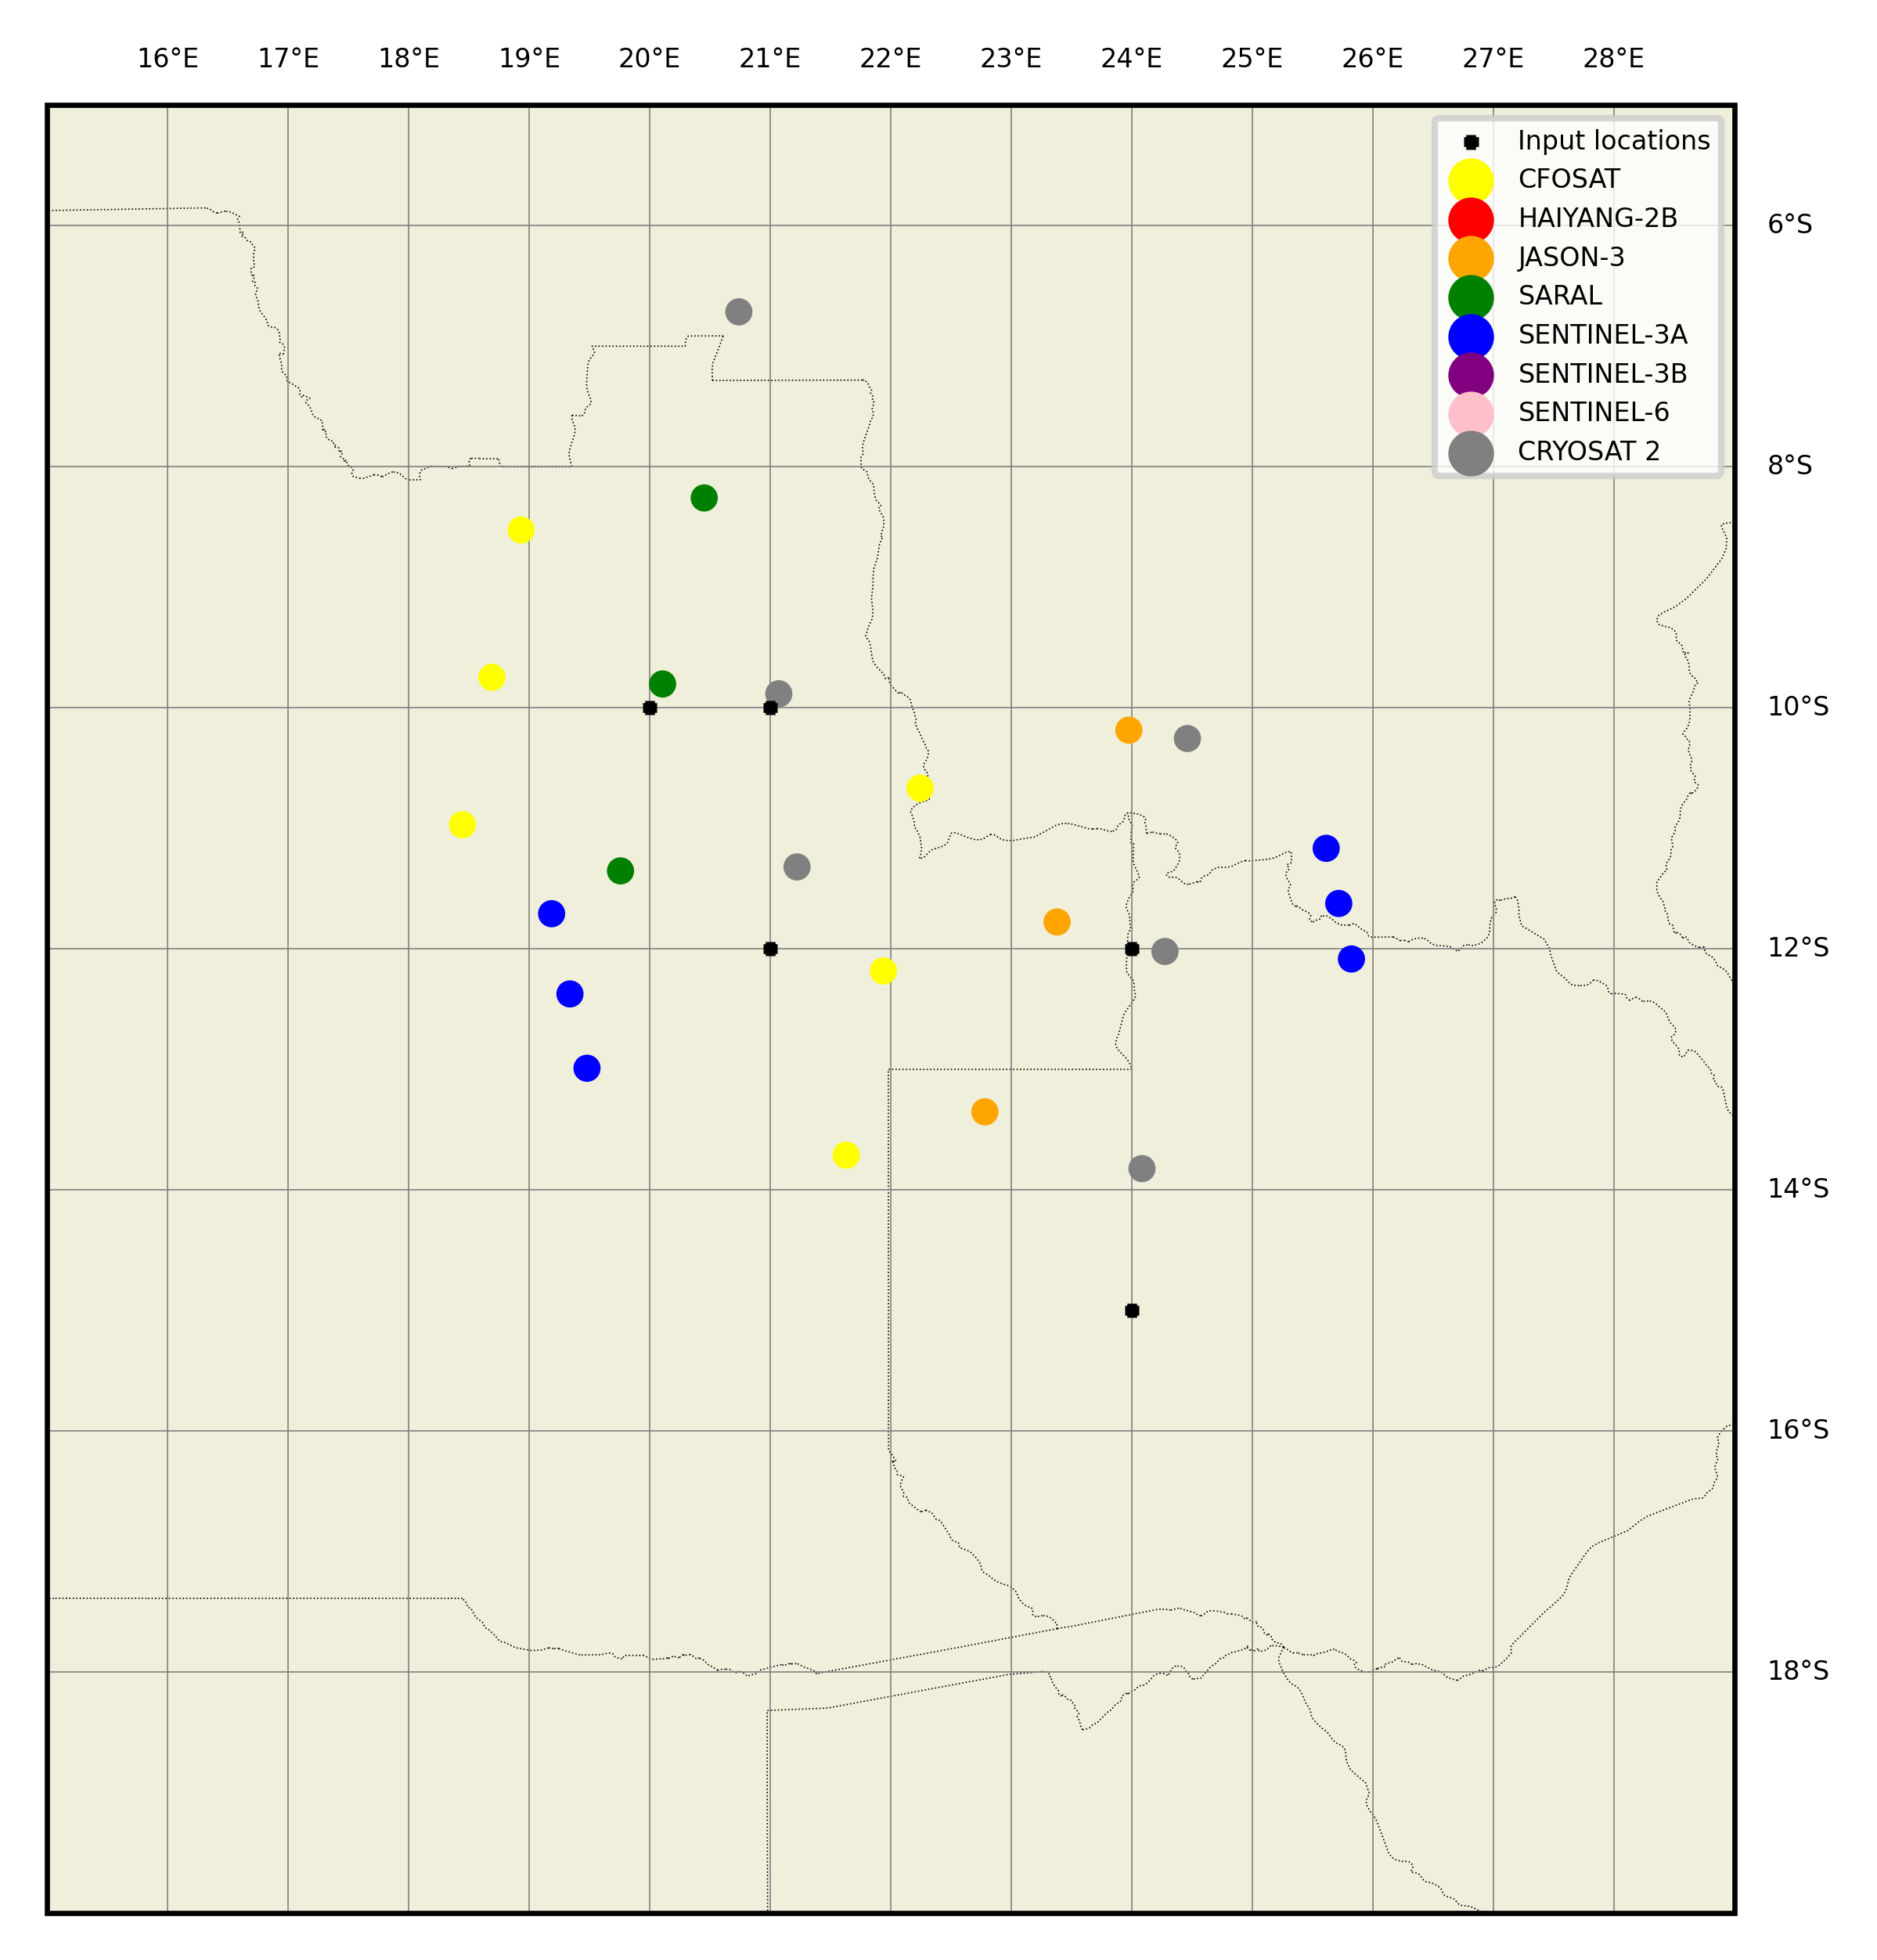 16°E 17°E 18°E 19°E 20°E 21°E 22°E 23°E 24°E 25°E 26°E 27°E 28°E
Input locations
CFOSAT
HAIYANG-2B
JASON-3
SARAL
SENTINEL-3A
SENTINEL-3B
SENTINEL-6
CRYOSAT 2
6°S
8°S
10°S
12°S
14°S
16°S
18°S